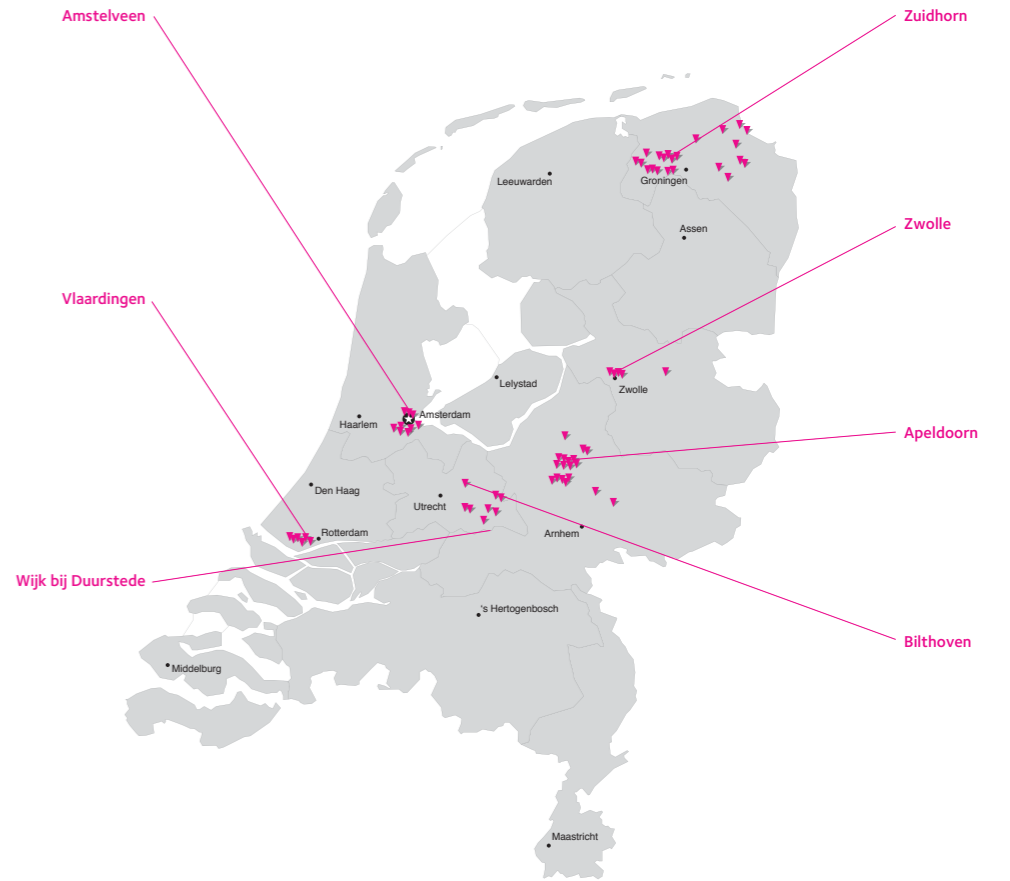 Amstelveen
Zuidhorn
Leeuwarden
Groningen
Assen
Zwolle
Vlaardingen
Lelystad
Zwolle
Amsterdam
Haarlem
Apeldoorn
Den Haag
Utrecht
Rotterdam
Arnhem
Wijk bij Duurstede
's Hertogenbosch
Bilthoven
Middelburg
Maastricht